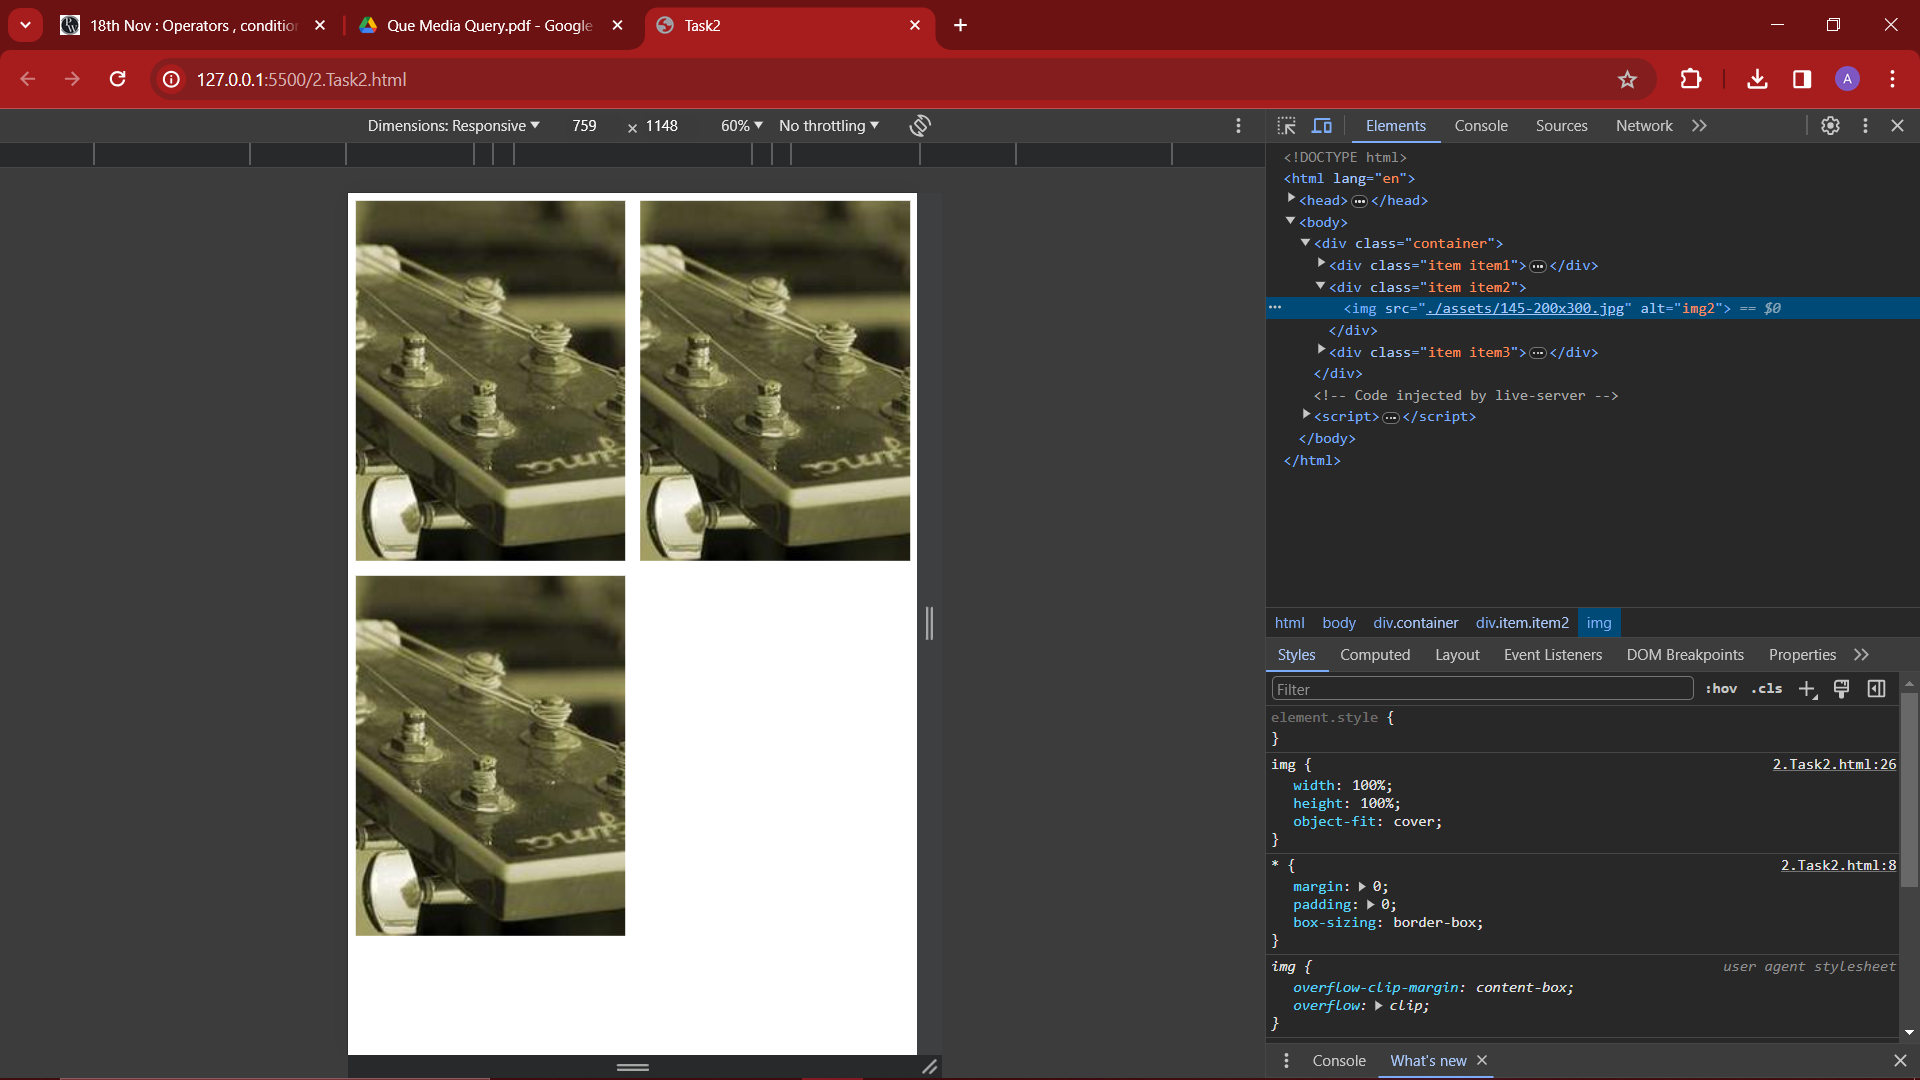 18th Nov : Operators , conditio
Que Media Query.pdf - Google
Task2
127.0.0.1:5500/2.Task2.html
A
Dimensions: Responsive
759
×
1148
60%
No throttling
Elements
Console
Sources
Network
<!DOCTYPE html>
<html lang="en">
<head>…</head>
<body>
<div class="container">
<div class="item item1">…</div>
<div class="item item2">
<img src="./assets/145-200x300.jpg" alt="img2"> == $0
</div>
<div class="item item3">…</div>
</div>
<!-- Code injected by live-server -->
<script>…</script>
</body>
</html>
html body div.container div.item.item2 img
Styles Computed Layout Event Listeners DOM Breakpoints Properties
Filter
:hov .cls
element.style {
}
img { 2.Task2.html:26
width: 100%;
height: 100%;
object-fit: cover;
}
* { 2.Task2.html:8
margin: 0;
padding: 0;
box-sizing: border-box;
}
img { user agent stylesheet
overflow-clip-margin: content-box;
overflow: clip;
}
Console What's new